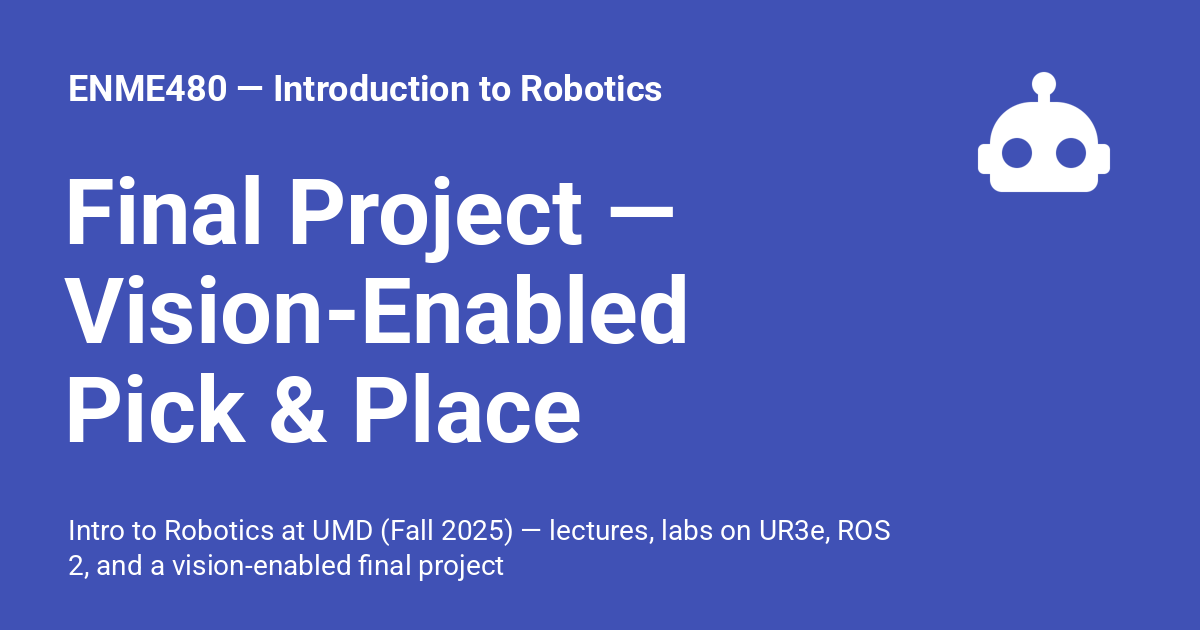 ENME480 — Introduction to Robotics
Final Project —
Vision-Enabled
Pick & Place
Intro to Robotics at UMD (Fall 2025) — lectures, labs on UR3e, ROS
2, and a vision-enabled final project